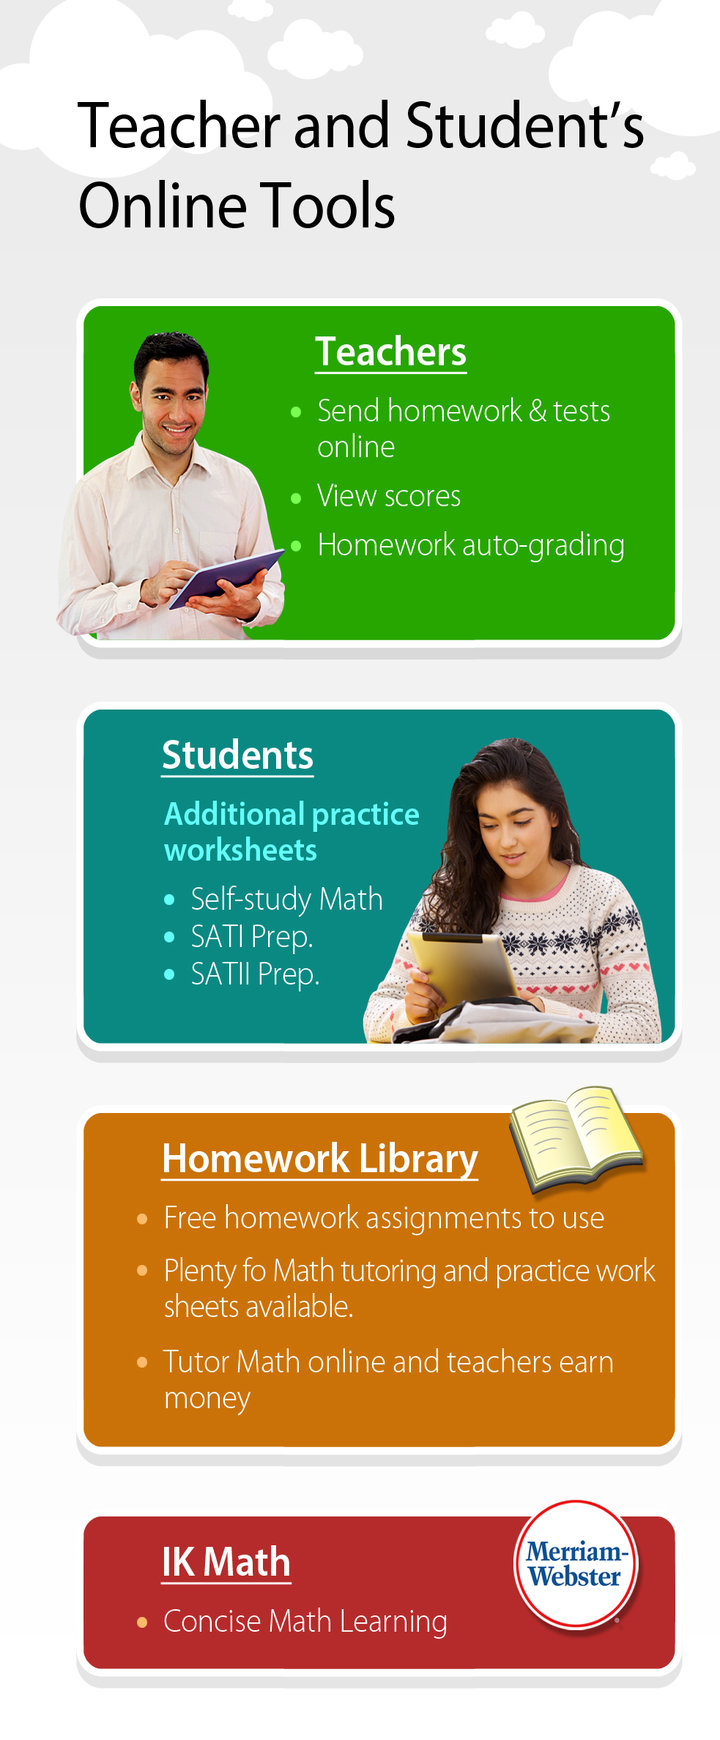 Teacher and Student's
Online Tools
Teachers
Send homework & tests
online
View scores
Homework auto-grading
Students
Additional practice
worksheets
Self-study Math
SATI Prep.
SATII Prep.
Homework Library
Free homework assignments to use
Plenty fo Math tutoring and practice work
sheets available.
Tutor Math online and teachers earn
money
IK Math
Concise Math Learning
Merriam-
Webster